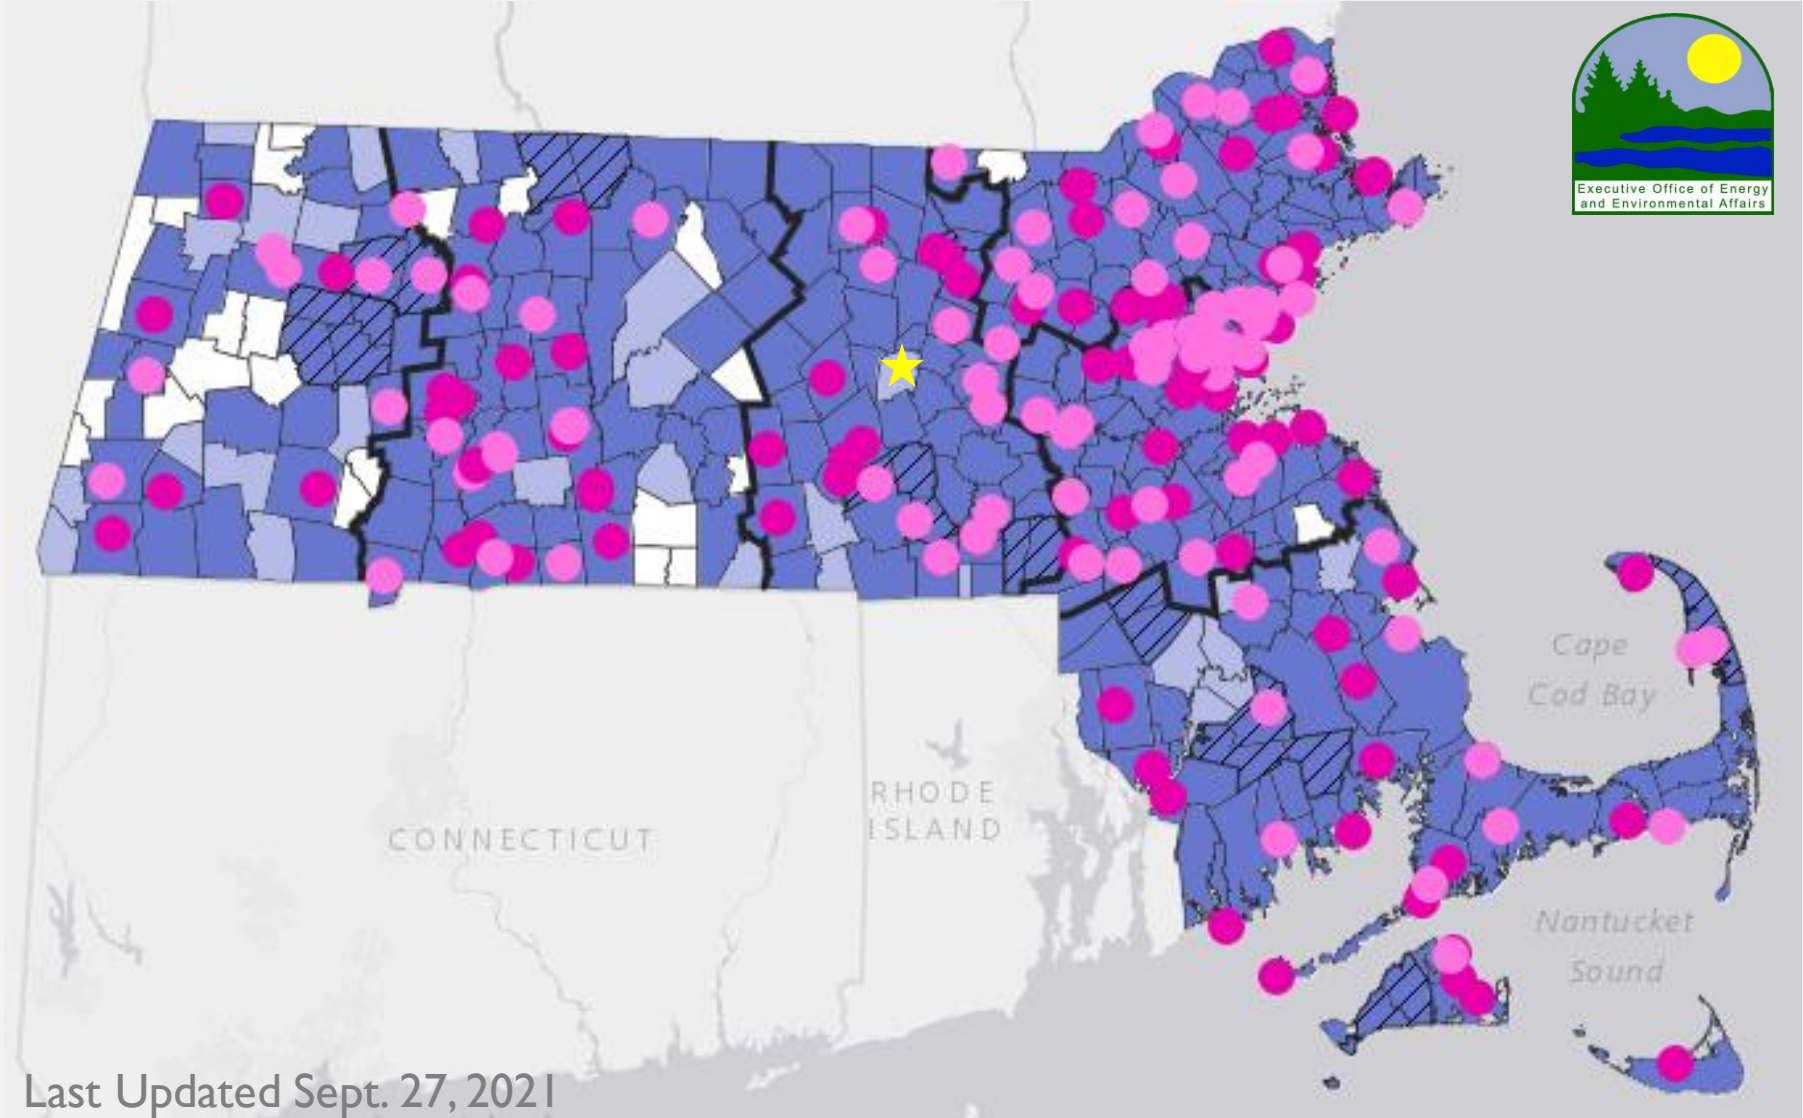 Executive Office of Energy
and Environmental Affairs
Cape
Cod Bay
RHODE
ISLAND
CONNECTICUT
Nantucket
Sound
Last Updated Sept. 27, 2021